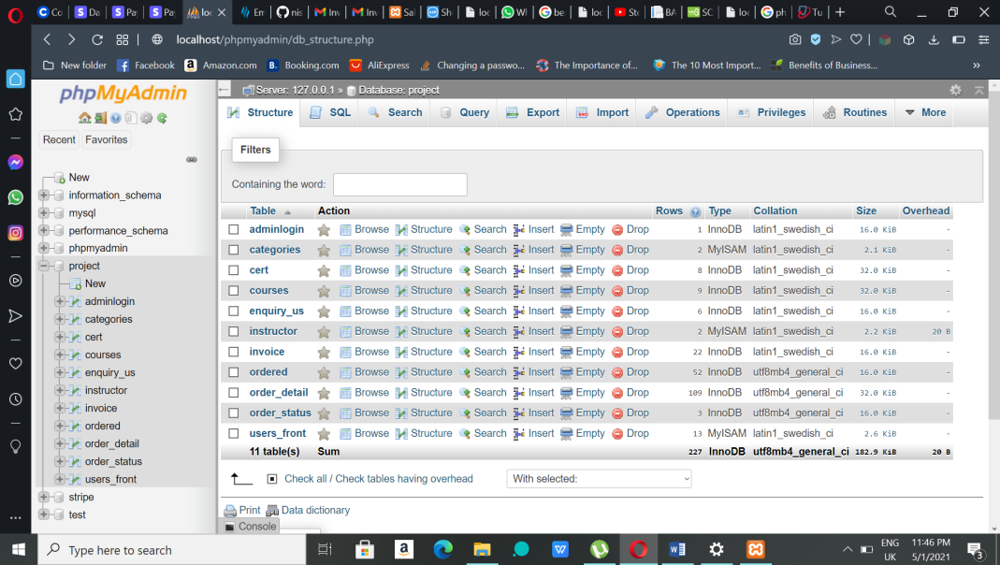 Co
S Da
S Pay
S Pay
loc
Em
nis
Inv
Inv
Sal
Sho
loc
Wh
G be
loc
Sto
BA
SC
loc
G ph
Tu
localhost/phpmyadmin/db_structure.php
New folder Facebook Amazon.com Booking.com AliExpress Changing a passwo... The Importance of... The 10 Most Import... Benefits of Business... »
phpMyAdmin
Recent Favorites
New
information_schema
mysql
performance_schema
phpmyadmin
project
New
adminlogin
categories
cert
courses
enquiry_us
instructor
invoice
ordered
order_detail
order_status
users_front
stripe
test
Server: 127.0.0.1 » Database: project
Structure SQL Search Query Export Import Operations Privileges Routines More
Filters
Containing the word:
Table Action Rows Type Collation Size Overhead
adminlogin Browse Structure Search Insert Empty Drop 1 InnoDB latin1_swedish_ci 16.0 KiB -
categories Browse Structure Search Insert Empty Drop 2 MyISAM latin1_swedish_ci 2.1 KiB -
cert Browse Structure Search Insert Empty Drop 8 InnoDB latin1_swedish_ci 32.0 KiB -
courses Browse Structure Search Insert Empty Drop 9 InnoDB latin1_swedish_ci 32.0 KiB -
enquiry_us Browse Structure Search Insert Empty Drop 6 InnoDB latin1_swedish_ci 16.0 KiB -
instructor Browse Structure Search Insert Empty Drop 2 MyISAM latin1_swedish_ci 2.2 KiB 20 B
invoice Browse Structure Search Insert Empty Drop 22 InnoDB latin1_swedish_ci 16.0 KiB -
ordered Browse Structure Search Insert Empty Drop 52 InnoDB utf8mb4_general_ci 16.0 KiB -
order_detail Browse Structure Search Insert Empty Drop 109 InnoDB utf8mb4_general_ci 32.0 KiB -
order_status Browse Structure Search Insert Empty Drop 3 InnoDB utf8mb4_general_ci 16.0 KiB -
users_front Browse Structure Search Insert Empty Drop 13 MyISAM latin1_swedish_ci 2.6 KiB -
11 table(s) Sum 227 InnoDB utf8mb4_general_ci 182.9 KiB 20 B
Check all / Check tables having overhead With selected:
Print Data dictionary
Console
Type here to search
ENG
UK
11:46 PM
5/1/2021
3